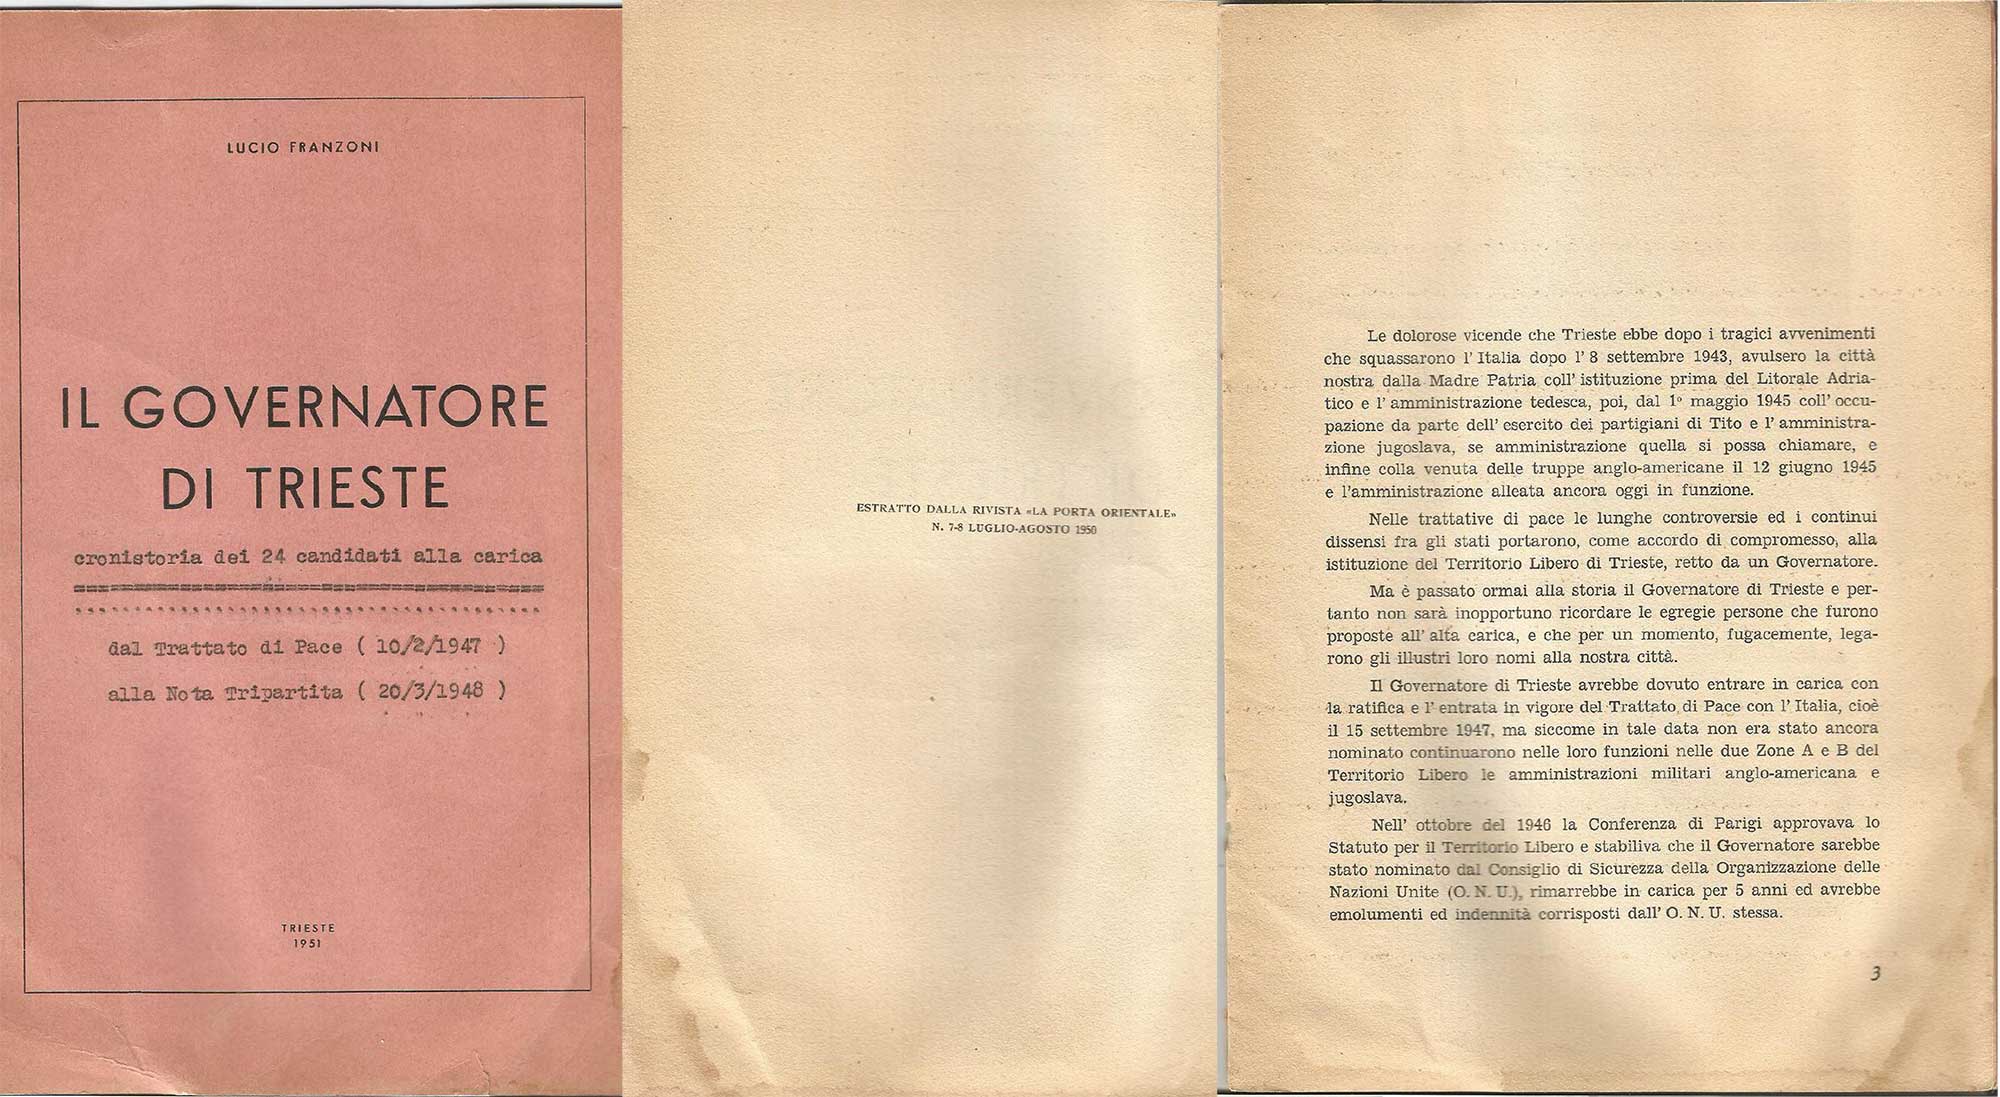 LUCIO FRANZONI
IL GOVERNATORE
DI TRIESTE
cronistoria dei 24 candidati alla carica
dal Trattato di Pace ( 10/2/1947 )
alla Nota Tripartita ( 20/3/1948 )
TRIESTE
1951
ESTRATTO DALLA RIVISTA «LA PORTA ORIENTALE»
N. 7-8 LUGLIO-AGOSTO 1950
Le dolorose vicende che Trieste ebbe dopo i tragici avvenimenti
che squassarono l' Italia dopo l' 8 settembre 1943, avulsero la città
nostra dalla Madre Patria coll' istituzione prima del Litorale Adria-
tico e l' amministrazione tedesca, poi, dal 1º maggio 1945 coll' occu-
pazione da parte dell' esercito dei partigiani di Tito e l' amministra-
zione jugoslava, se amministrazione quella si possa chiamare, e
infine colla venuta delle truppe anglo-americane il 12 giugno 1945
e l'amministrazione alleata ancora oggi in funzione.
Nelle trattative di pace le lunghe controversie ed i continui
dissensi fra gli stati portarono, come accordo di compromesso, alla
istituzione del Territorio Libero di Trieste, retto da un Governatore.
Ma è passato ormai alla storia il Governatore di Trieste e per-
tanto non sarà inopportuno ricordare le egregie persone che furono
proposte all' alta carica, e che per un momento, fugacemente, lega-
rono gli illustri loro nomi alla nostra città.
Il Governatore di Trieste avrebbe dovuto entrare in carica con
la ratifica e l' entrata in vigore del Trattato di Pace con l' Italia, cioè
il 15 settembre 1947, ma siccome in tale data non era stato ancora
nominato continuarono nelle loro funzioni nelle due Zone A e B del
Territorio Libero le amministrazioni militari anglo-americana e
jugoslava.
Nell' ottobre del 1946 la Conferenza di Parigi approvava lo
Statuto per il Territorio Libero e stabiliva che il Governatore sarebbe
stato nominato dal Consiglio di Sicurezza della Organizzazione delle
Nazioni Unite (O. N. U.), rimarrebbe in carica per 5 anni ed avrebbe
emolumenti ed indennità corrisposti dall' O. N. U. stessa.
3